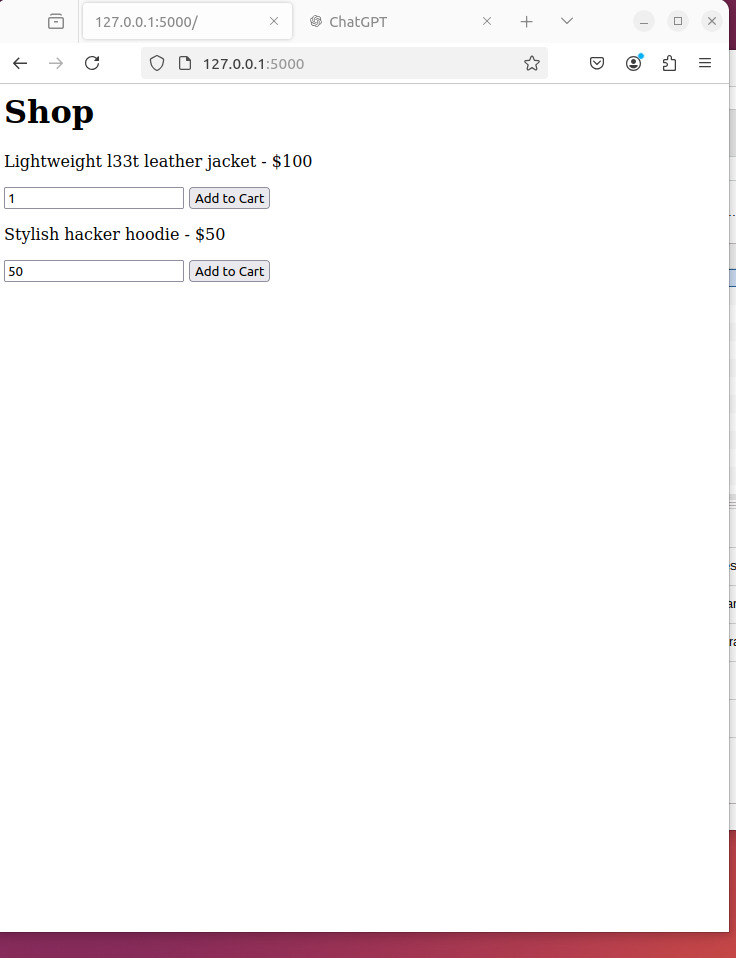 127.0.0.1:5000/
ChatGPT
127.0.0.1:5000
Shop
Lightweight l33t leather jacket - $100
1
Add to Cart
Stylish hacker hoodie - $50
50
Add to Cart